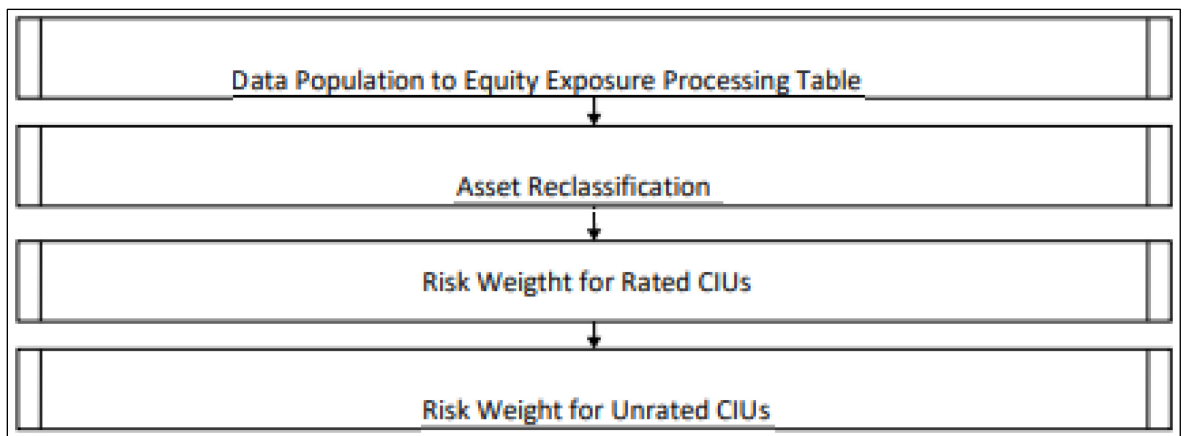 Data Population to Equity Exposure Processing Table
Asset Reclassification
Risk Weigtht for Rated CIUs
Risk Weight for Unrated CIUs